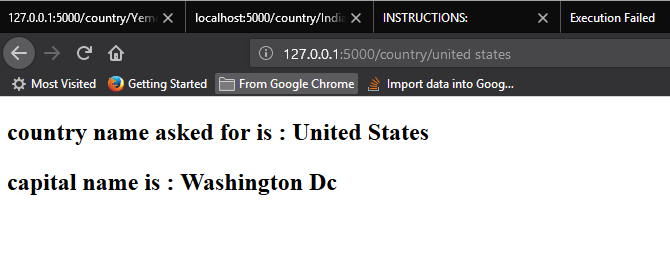 127.0.0.1:5000/country/Yem
localhost:5000/country/India
INSTRUCTIONS:
Execution Failed
127.0.0.1:5000/country/united states
Most Visited Getting Started From Google Chrome Import data into Goog...
country name asked for is : United States
capital name is : Washington Dc